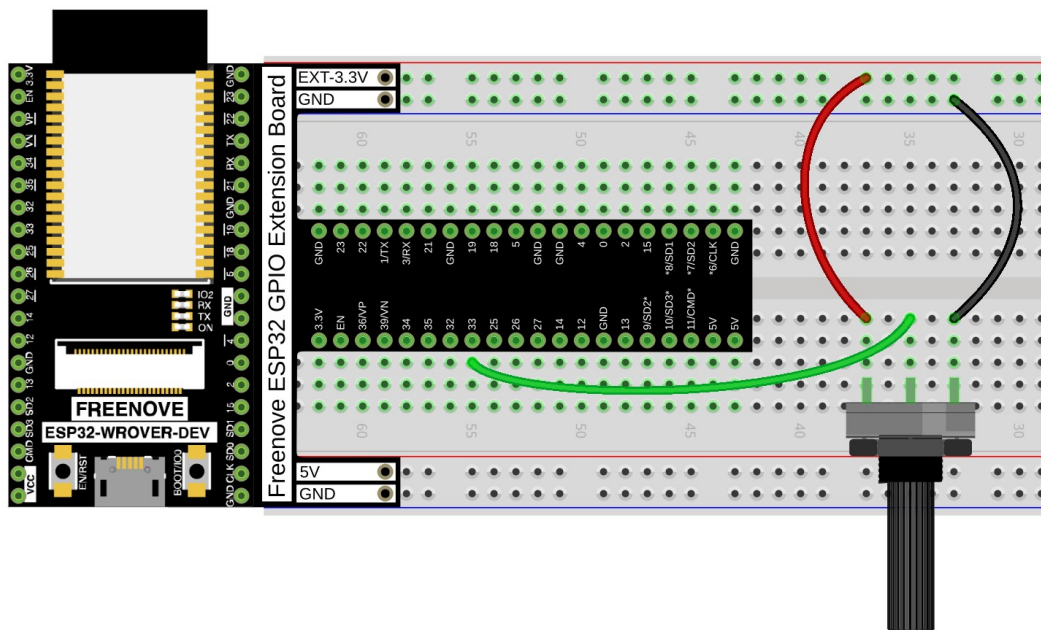 3.3V
EN
VP
VN
34
35
32
33
25
26
27
14
12
GND
13
SD2
SD3
CMD
VCC
GND
23
22
TX
RX
21
GND
19
18
5
GND
4
0
2
15
SD1
SD0
CLK
GND
IO2
RX
TX
ON
FREENOVE
ESP32-WROVER-DEV
EN/RST
BOOT/IO0
Freenove ESP32 GPIO Extension Board
EXT-3.3V
GND
60 55 50 45 40 35 30
GND 23 22 1/TX 3/RX 21 GND 19 18 5 GND GND 4 0 2 15 *8/SD1 *7/SD2 *6/CLK GND
3.3V EN 36/VP 39/VN 34 35 32 33 25 26 27 14 12 GND 13 9/SD2* 10/SD3* 11/CMD* 5V 5V
60 55 50 45 40 30
5V
GND